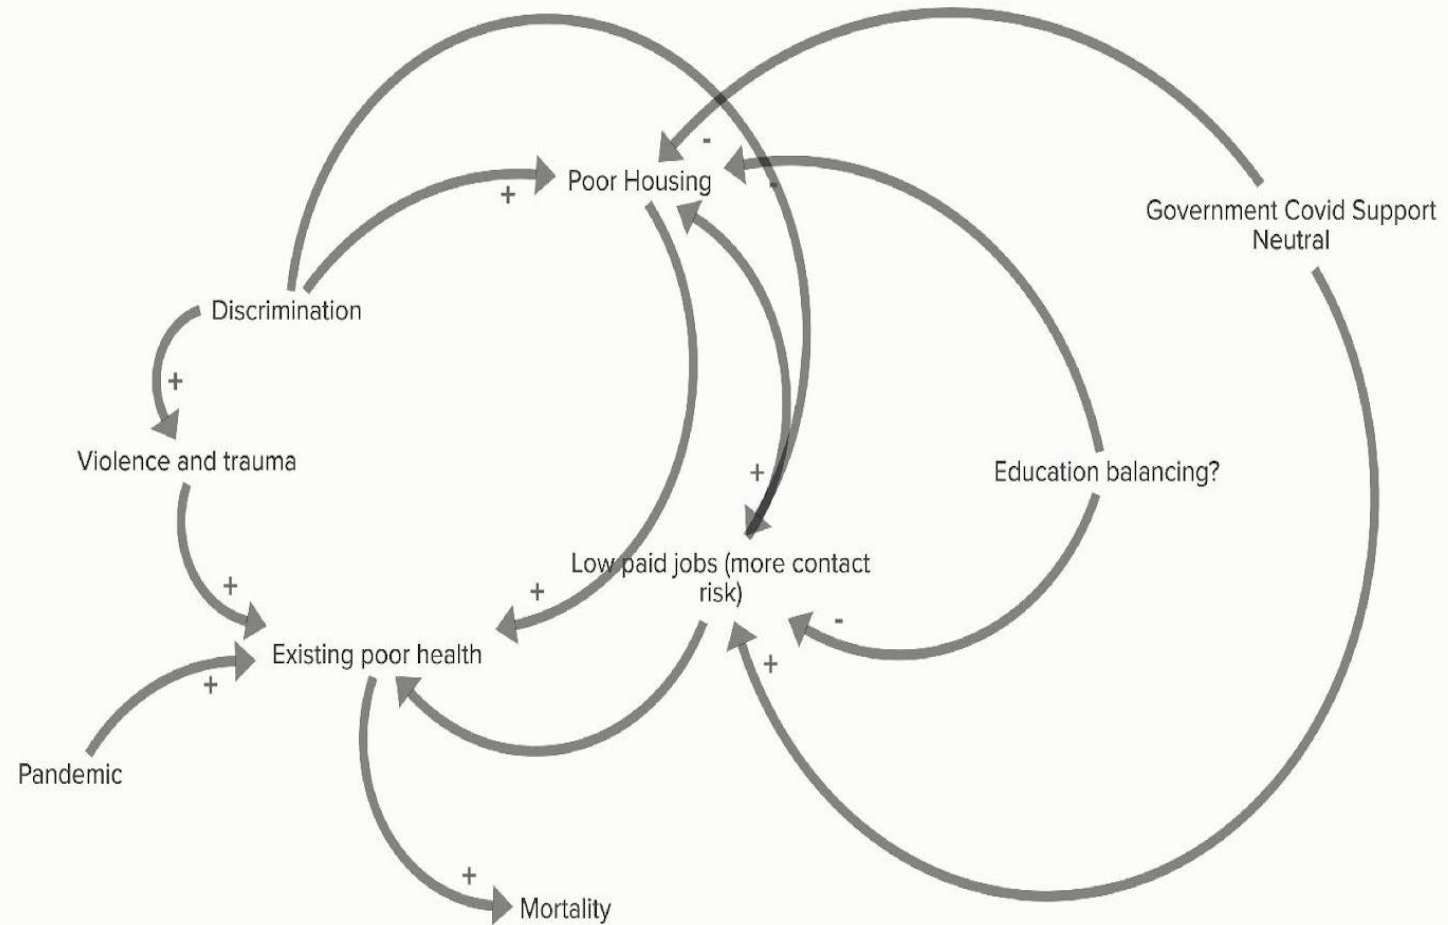 -
Poor Housing
-
+
Government Covid Support
Neutral
Discrimination
+
Violence and trauma
+
Education balancing?
Low paid jobs (more contact
risk)
+
+
-
Existing poor health
+
+
Pandemic
+
Mortality